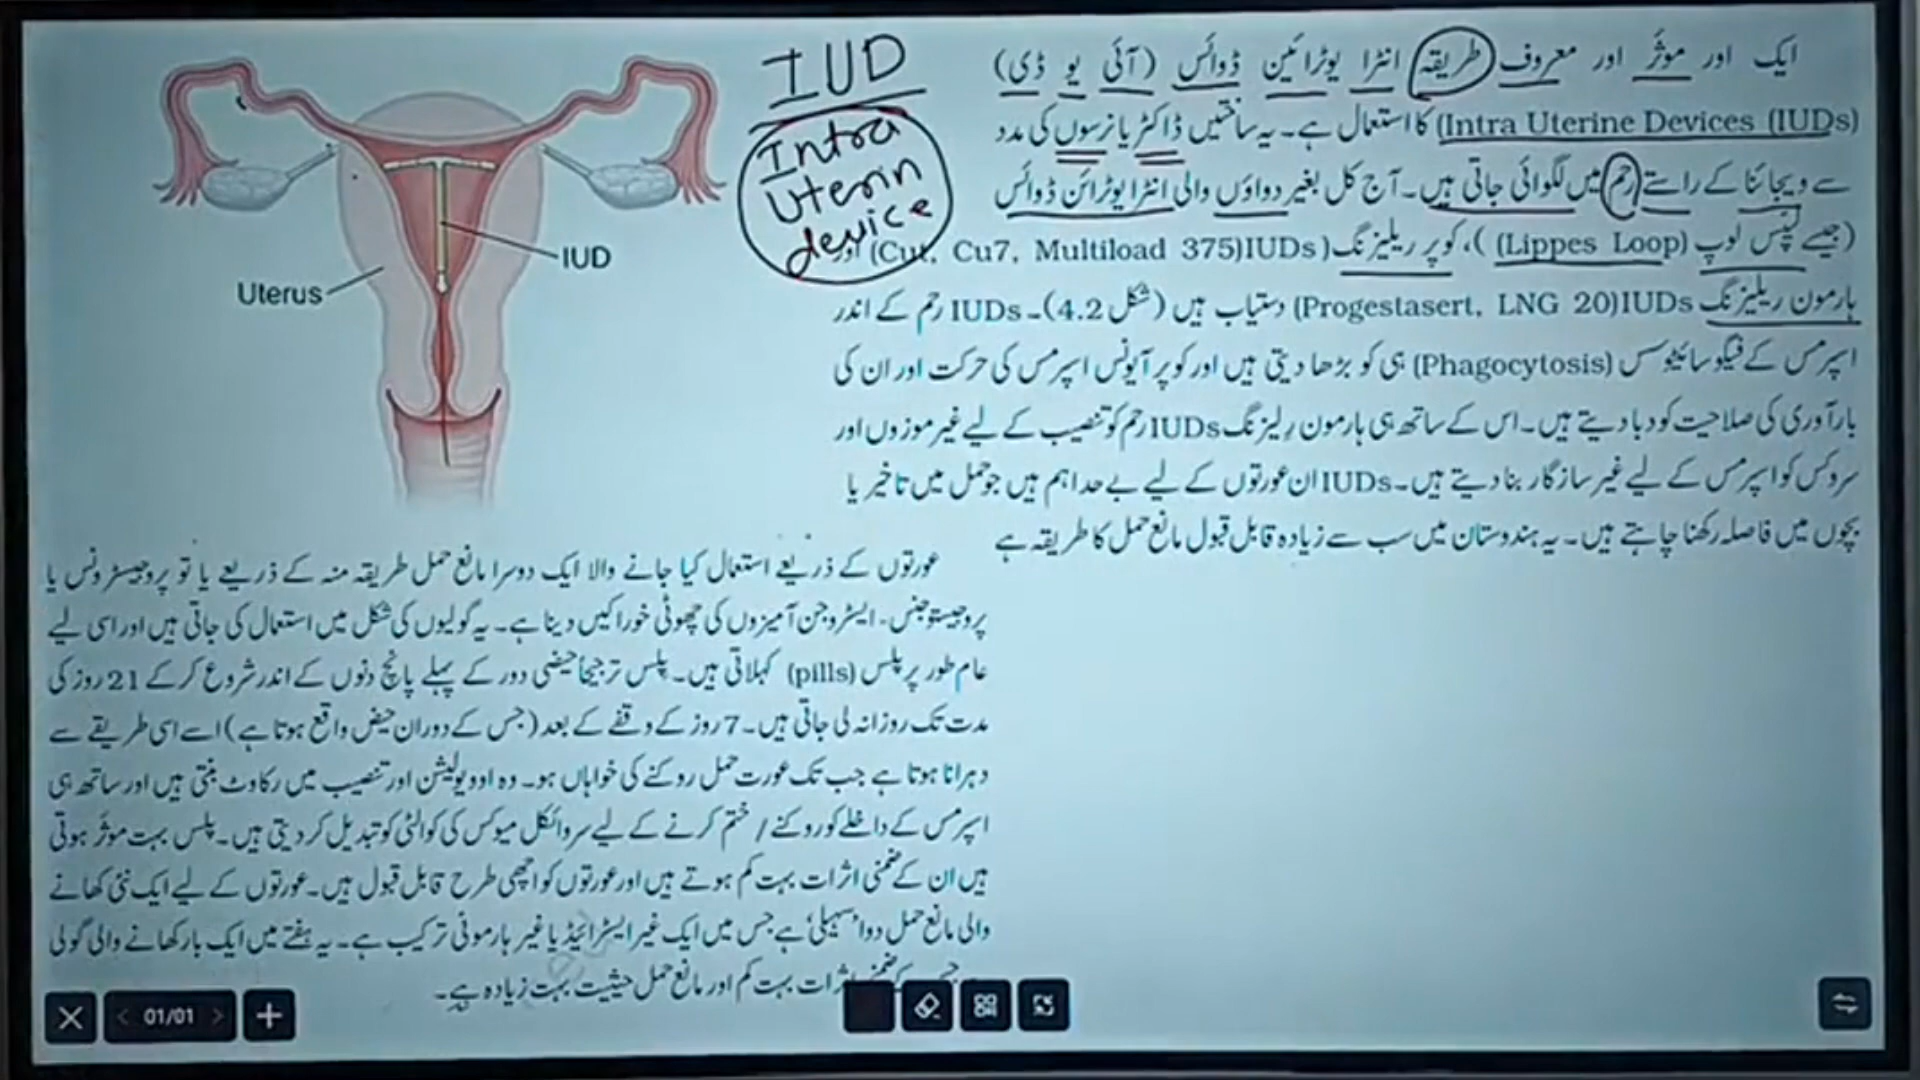 IUD
Intra
Uterin
device
IUD
Uterus
ایک اور موثر اور معروف طریقہ انٹرا یوٹرائین ڈوائس (آئی یو ڈی)
(Intra Uterine Devices (IUDs) کا استعمال ہے۔ یہ ساختیں ڈاکٹر یا نرسوں کی مدد
سے ویجائنا کے راستے رحم میں لگوائی جاتی ہیں۔ آج کل بغیر دواؤں والی انٹرا یوٹرائن ڈوائس
(جیسے لپس لوپ (Lippes Loop) )، کوپر ریلیزنگ IUDs (Cut, Cu7, Multiload 375) اور
ہارمون ریلیزنگ IUDs (Progestasert, LNG 20) دستیاب ہیں (شکل 4.2)۔ IUDs رحم کے اندر
اسپرمس کے فیگوسائیٹوسس (Phagocytosis) ہی کو بڑھا دیتی ہیں اور کوپر آیونس اسپرمس کی حرکت اور ان کی
بارآوری کی صلاحیت کو دبا دیتے ہیں۔ اس کے ساتھ ہی ہارمون ریلیزنگ IUDs رحم کو تنصیب کے لیے غیر موزوں اور
سروکس کو اسپرمس کے لیے غیر سازگار بنا دیتے ہیں۔ IUDs ان عورتوں کے لیے بے حد اہم ہیں جو حمل میں تاخیر یا
بچوں میں فاصلہ رکھنا چاہتے ہیں۔ یہ ہندوستان میں سب سے زیادہ قابل قبول مانع حمل کا طریقہ ہے
عورتوں کے ذریعے استعمال کیا جانے والا ایک دوسرا مانع حمل طریقہ منہ کے ذریعے یا تو پروجیسٹرونس یا
پروجیسٹوجنس - ایسٹروجن آمیزوں کی چھوٹی خوراکیں دینا ہے۔ یہ گولیوں کی شکل میں استعمال کی جاتی ہیں اور اسی لیے
عام طور پر پلس (pills) کہلاتی ہیں۔ پلس ترجیحاً حیضی دور کے پہلے پانچ دنوں کے اندر شروع کر کے 21 روز کی
مدت تک روزانہ لی جاتی ہیں۔ 7 روز کے وقفے کے بعد (جس کے دوران حیض واقع ہوتا ہے) اسے اسی طریقے سے
دہرانا ہوتا ہے جب تک عورت حمل روکنے کی خواہاں ہو۔ وہ اوویولیشن اور تنصیب میں رکاوٹ بنتی ہیں اور ساتھ ہی
اسپرمس کے داخلے کو روکنے / ختم کرنے کے لیے سروائکل میوکس کی کوالٹی کو تبدیل کر دیتی ہیں۔ پلس بہت موثر ہوتی
ہیں ان کے ضمنی اثرات بہت کم ہوتے ہیں اور عورتوں کو اچھی طرح قابل قبول ہیں۔ عورتوں کے لیے ایک نئی کھانے
والی مانع حمل دوا 'سہیلی' ہے جس میں ایک غیر ایسٹرائیڈ یا غیر ہارمونی ترکیب ہے۔ یہ ہفتے میں ایک بار کھانے والی گولی
اثرات بہت کم اور مانع حمل حیثیت بہت زیادہ ہے۔
01/01